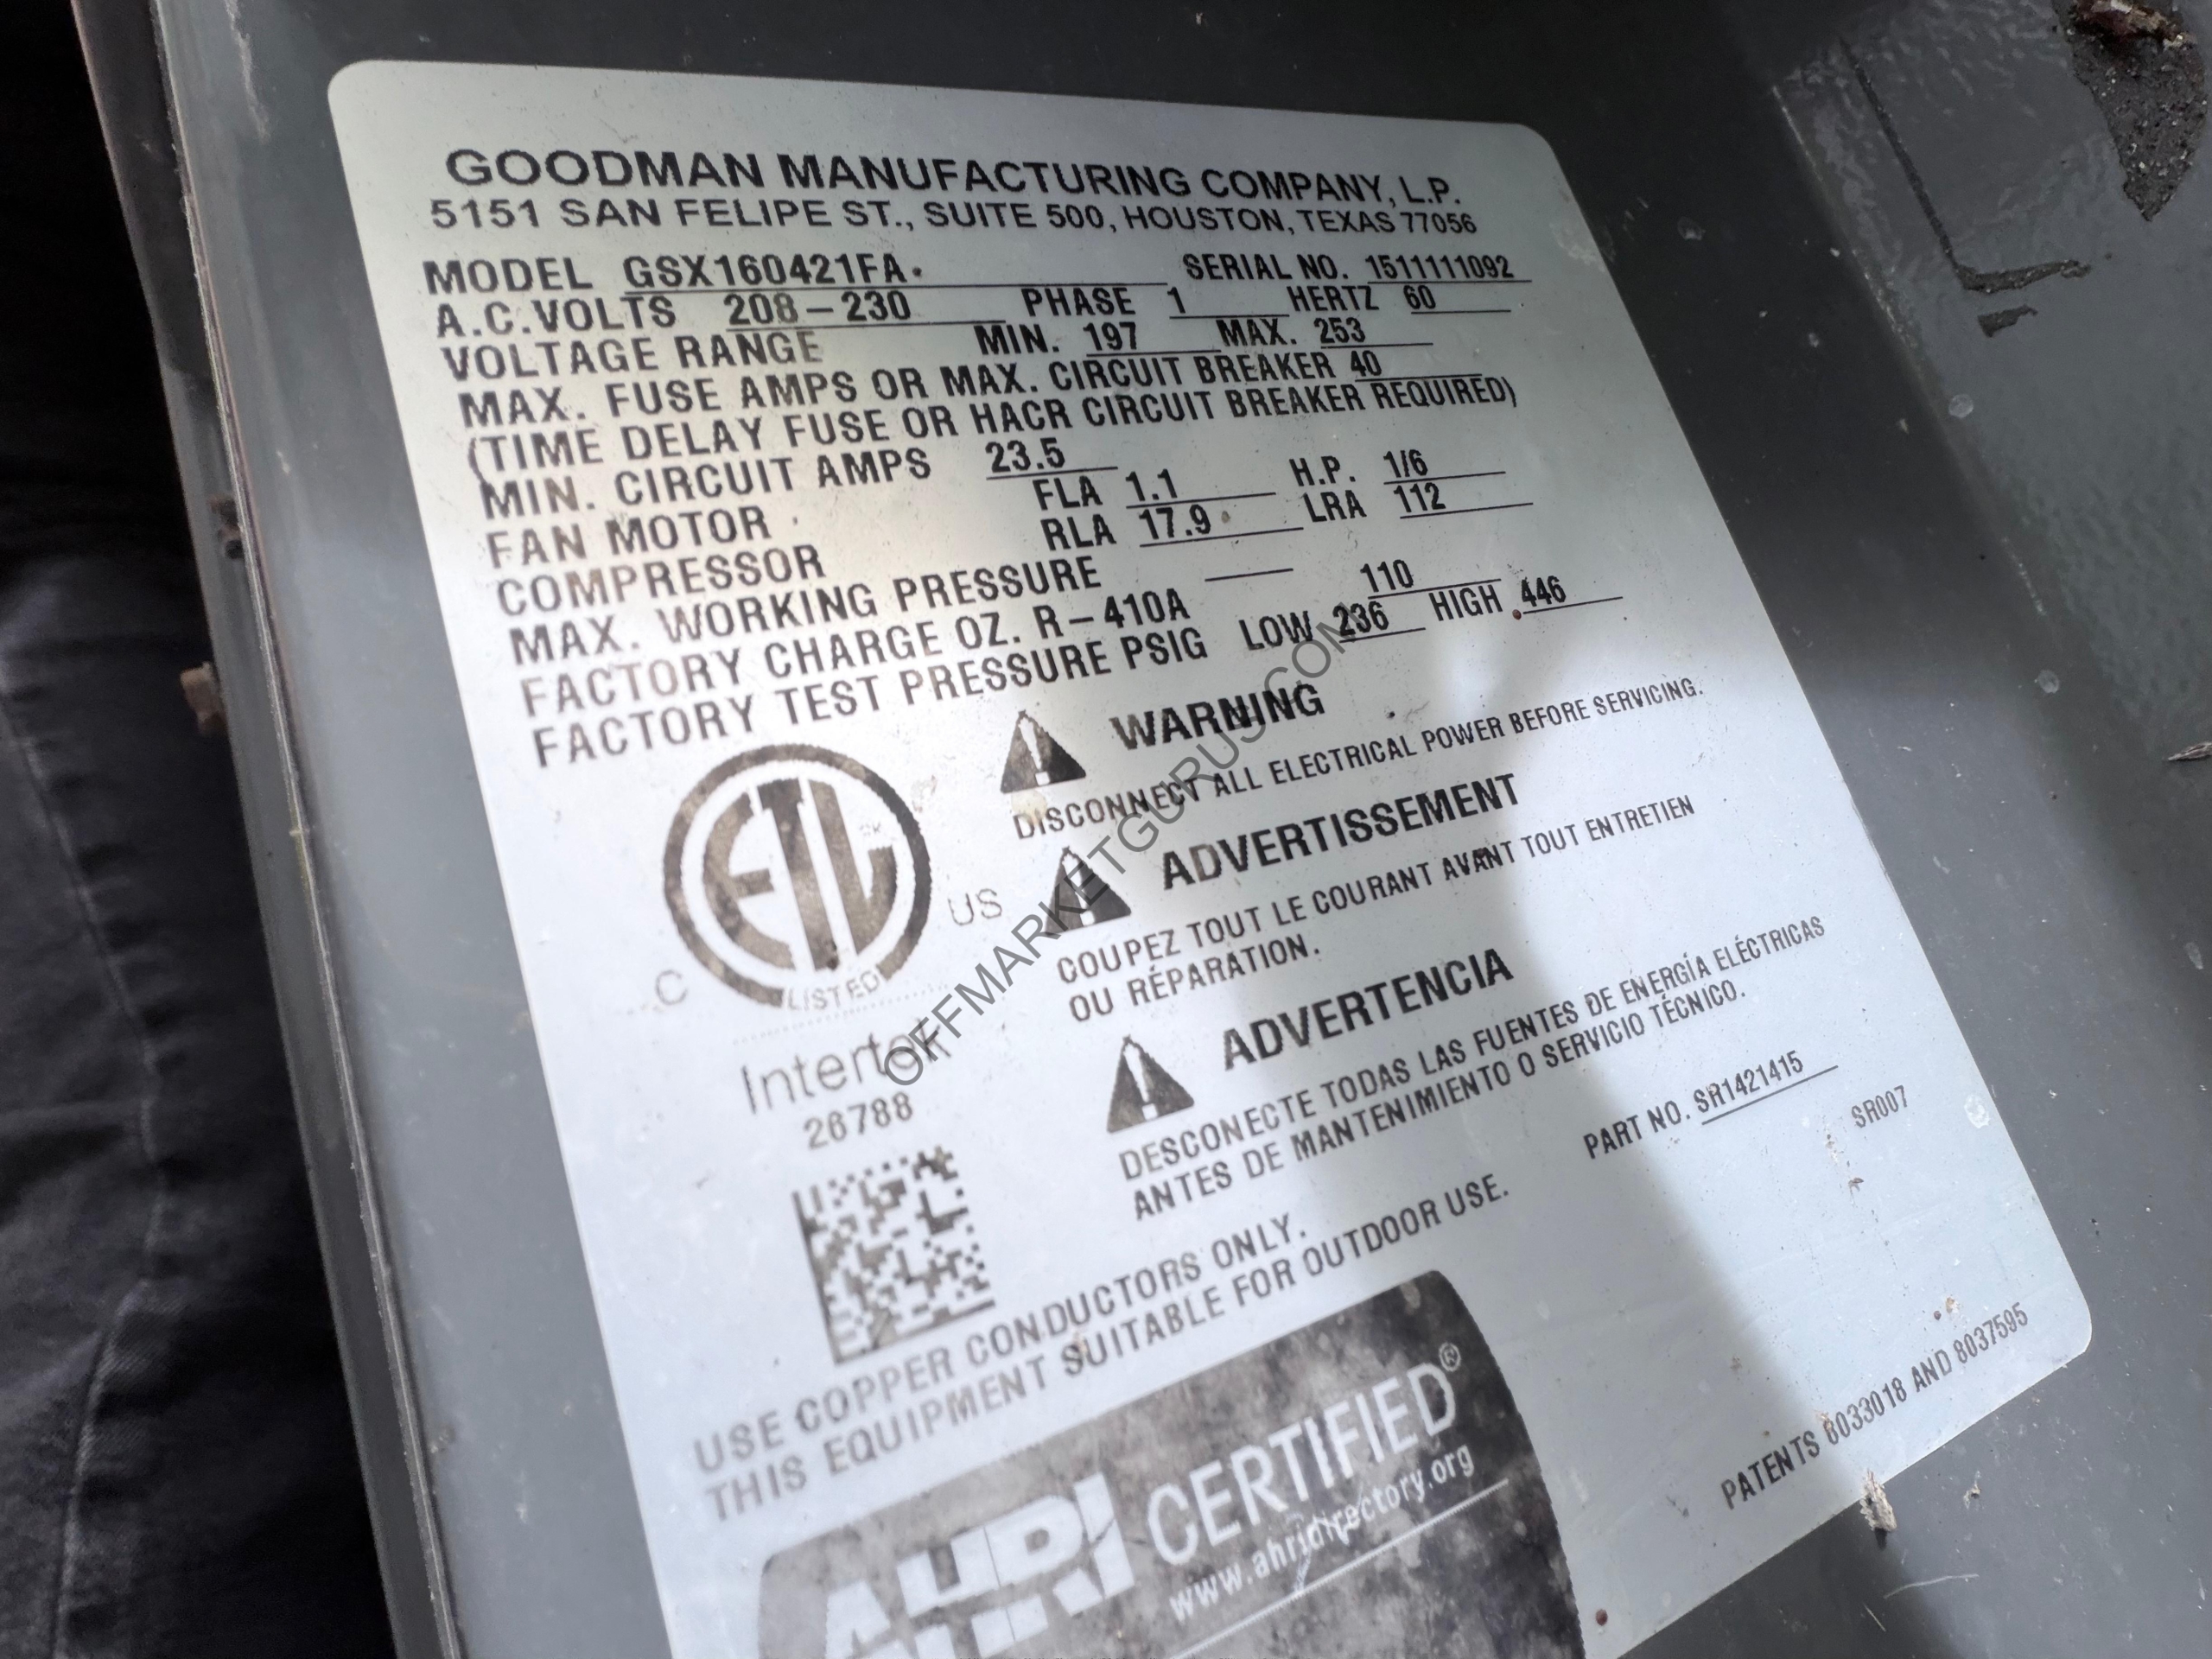 GOODMAN MANUFACTURING COMPANY, L.P.
5151 SAN FELIPE ST., SUITE 500, HOUSTON, TEXAS 77056
MODEL GSX160421FA SERIAL NO. 1511111092
A.C. VOLTS 208-230 PHASE 1 HERTZ 60
VOLTAGE RANGE MIN. 197 MAX. 253
MAX. FUSE AMPS OR MAX. CIRCUIT BREAKER 40
(TIME DELAY FUSE OR HACR CIRCUIT BREAKER REQUIRED)
MIN. CIRCUIT AMPS 23.5
FAN MOTOR FLA 1.1 H.P. 1/6
COMPRESSOR RLA 17.9 LRA 112
MAX. WORKING PRESSURE
FACTORY CHARGE OZ. R-410A 110
FACTORY TEST PRESSURE PSIG LOW 236 HIGH 446
WARNING
DISCONNECT ALL ELECTRICAL POWER BEFORE SERVICING.
ADVERTISSEMENT
COUPEZ TOUT LE COURANT AVANT TOUT ENTRETIEN
OU RÉPARATION.
ADVERTENCIA
DESCONECTE TODAS LAS FUENTES DE ENERGÍA ELÉCTRICAS
ANTES DE MANTENIMIENTO O SERVICIO TÉCNICO.
ETL
LISTED
C US
Intertek
26788
PART NO. SR1421415
SR007
USE COPPER CONDUCTORS ONLY.
THIS EQUIPMENT SUITABLE FOR OUTDOOR USE.
AHRI CERTIFIED®
www.ahridirectory.org
PATENTS 8033018 AND 8037595
OFFMARKETGURUS.COM